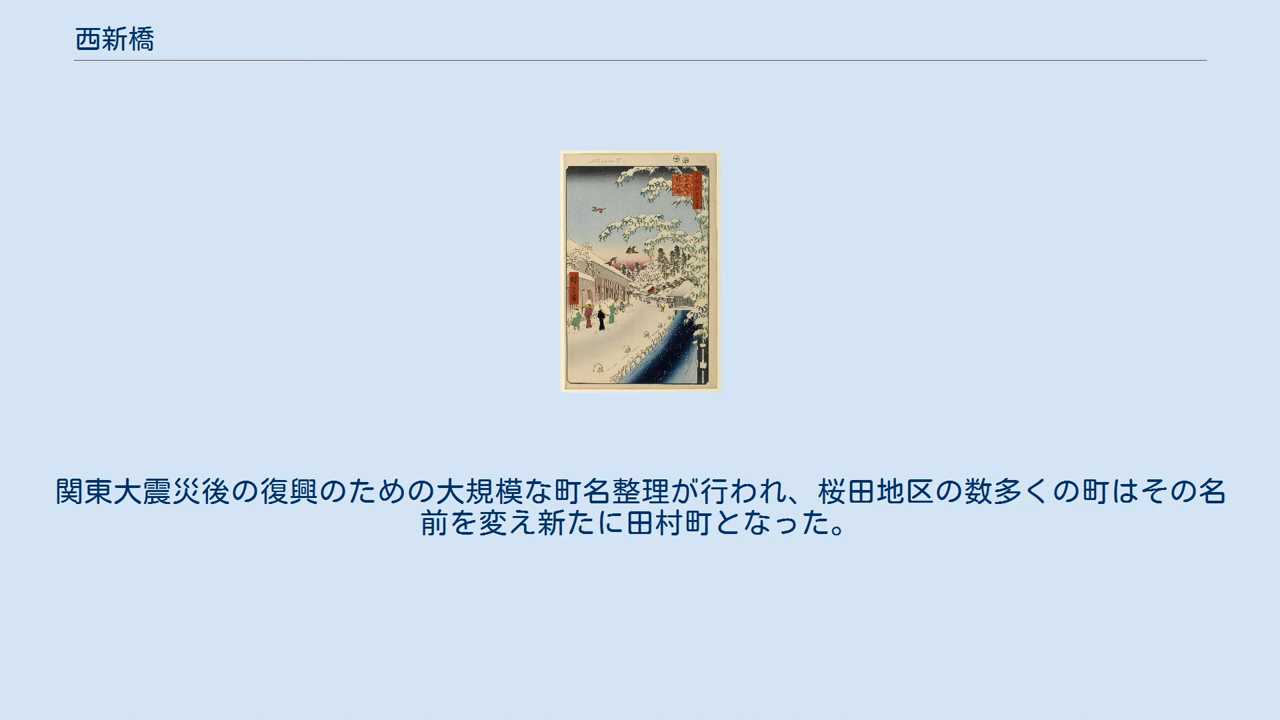 西新橋
関東大震災後の復興のための大規模な町名整理が行われ、桜田地区の数多くの町はその名
前を変え新たに田村町となった。